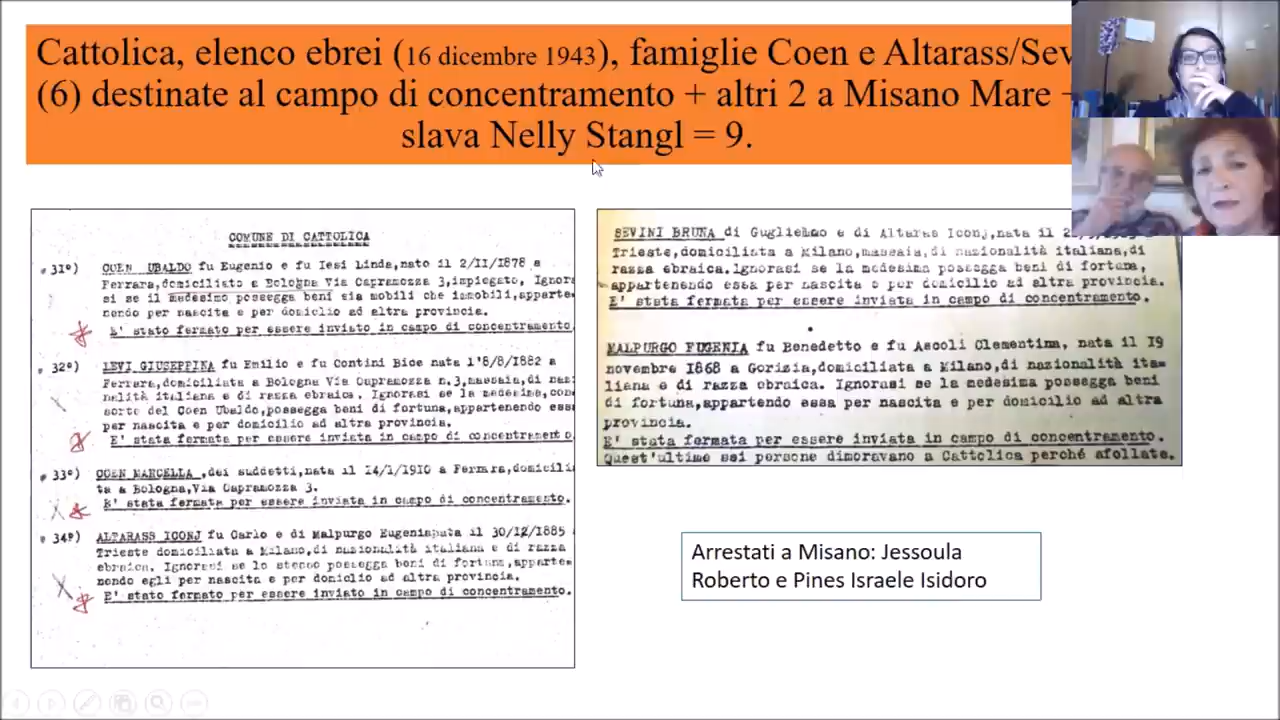 Cattolica, elenco ebrei (16 dicembre 1943), famiglie Coen e Altarass/Sev
(6) destinate al campo di concentramento + altri 2 a Misano Mare +
slava Nelly Stangl = 9.
COMUNE DI CATTOLICA
31º) COEN UBALDO fu Eugenio e fu Iesi Linda,nato il 2/II/1878 a
Ferrara,domiciliato a Bologna Via Capramozza 3,impiegato, Ignora
si se il medesimo possegga beni sia mobili che immobili,apparte=
nendo per nascita e per domicilio ad altra provincia.
E' stato fermato per essere inviato in campo di concentramento
32º) LEVI GIUSEPPINA fu Emilio e fu Contini Bice nata l'8/8/1882 a
Ferrara,domiciliata a Bologna Via Capramozza n.3,massaia,di naz
nalità italiana e di razza ebraica. Ignorasi se la medesima,con
sorte del Coen Ubaldo,possegga beni di fortuna,appartenendo ess
per nascita e per domicilio ad altra provincia.
E' stata fermata per essere inviata in campo di concentramento
33º) COEN MARCELLA ,dei suddetti,nata il 14/1/1910 a Ferrara,domicili
ta a Bologna,Via Capramozza 3.
E' stata fermata per essere inviata in campo di concentramento.
34º) ALTARASS ICONJ fu Carlo e di Malpurgo Eugenia nata il 30/12/1885
Trieste domiciliata a Milano,di nazionalità italiana e di razza
ebraica. Ignorasi se lo stesso possegga beni di fortuna,apparte=
nendo egli per nascita e per domicilio ad altra provincia.
E' stato fermato per essere inviato in campo di concentramento.
SEVINI BRUNA di Guglielmo e di Altaras Iconj,nata il
Trieste,domiciliata a Milano,massaia,di nazionalità italiana,di
razza ebraica.Ignorasi se la medesima possegga beni di fortuna,
appartenendo essa per nascita e per domicilio ad altra provincia.
E' stata fermata per essere inviata in campo di concentramento.
MALPURGO EUGENIA fu Benedetto e fu Ascoli Clementina, nata il 19
novembre 1868 a Gorizia,domiciliata a Milano,di nazionalità ita=
liana e di razza ebraica. Ignorasi se la medesima possegga beni
di fortuna,appartendo essa per nascita e per domicilio ad altra
provincia.
E' stata fermata per essere inviata in campo di concentramento.
Quest'ultime sei persone dimoravano a Cattolica perché sfollate.
Arrestati a Misano: Jessoula
Roberto e Pines Israele Isidoro